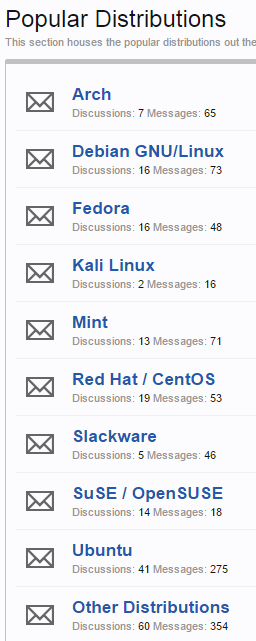 Popular Distributions
This section houses the popular distributions out the
Arch
Discussions: 7 Messages: 65
Debian GNU/Linux
Discussions: 16 Messages: 73
Fedora
Discussions: 16 Messages: 48
Kali Linux
Discussions: 2 Messages: 16
Mint
Discussions: 13 Messages: 71
Red Hat / CentOS
Discussions: 19 Messages: 53
Slackware
Discussions: 5 Messages: 46
SuSE / OpenSUSE
Discussions: 14 Messages: 18
Ubuntu
Discussions: 41 Messages: 275
Other Distributions
Discussions: 60 Messages: 354